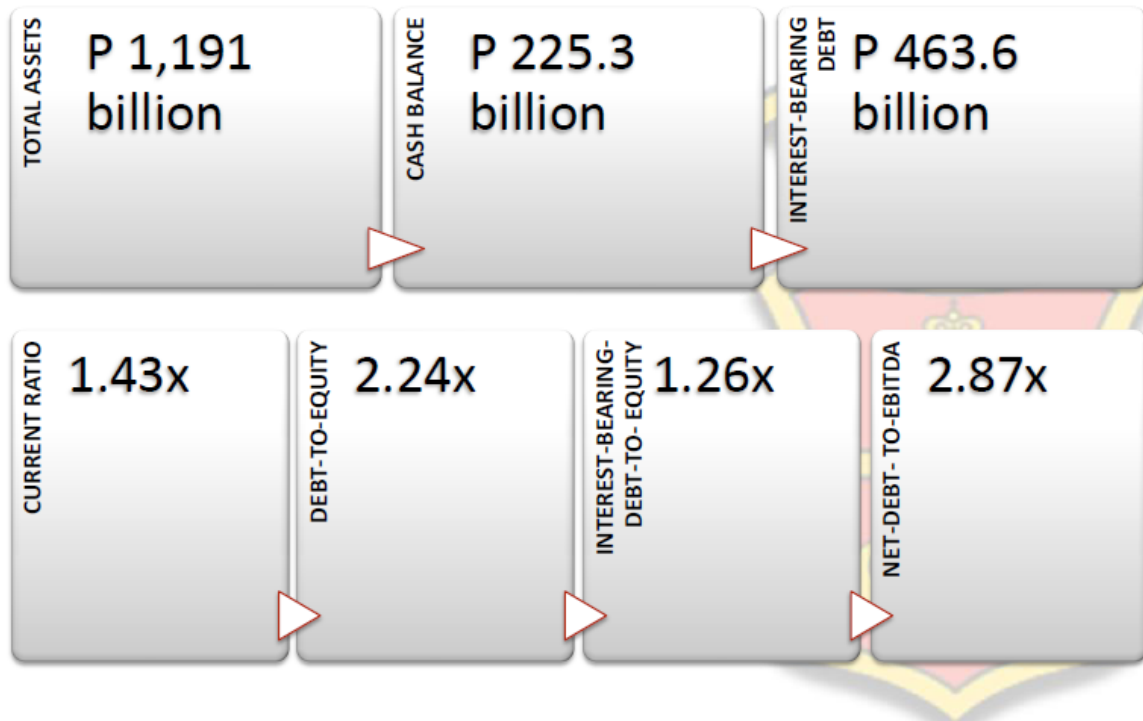 TOTAL ASSETS
P 1,191
billion
CASH BALANCE
P 225.3
billion
INTEREST-BEARING
DEBT
P 463.6
billion
CURRENT RATIO
1.43x
DEBT-TO-EQUITY
2.24x
INTEREST-BEARING-
DEBT-TO- EQUITY
1.26x
NET-DEBT- TO-EBITDA
2.87x